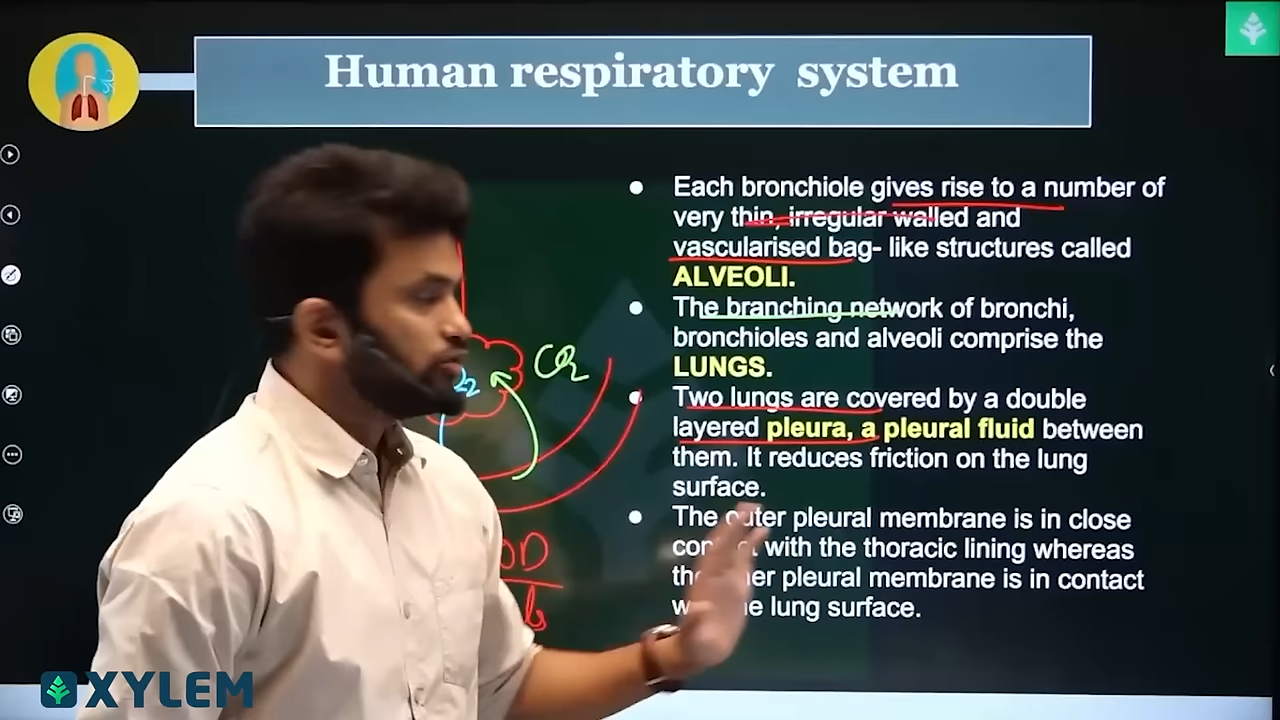 Human respiratory system
Each bronchiole gives rise to a number of
very thin, irregular walled and
vascularised bag- like structures called
ALVEOLI.
The branching network of bronchi,
bronchioles and alveoli comprise the
LUNGS.
Two lungs are covered by a double
layered pleura, a pleural fluid between
them. It reduces friction on the lung
surface.
The outer pleural membrane is in close
with the thoracic lining whereas
pleural membrane is in contact
lung surface.
XYLEM